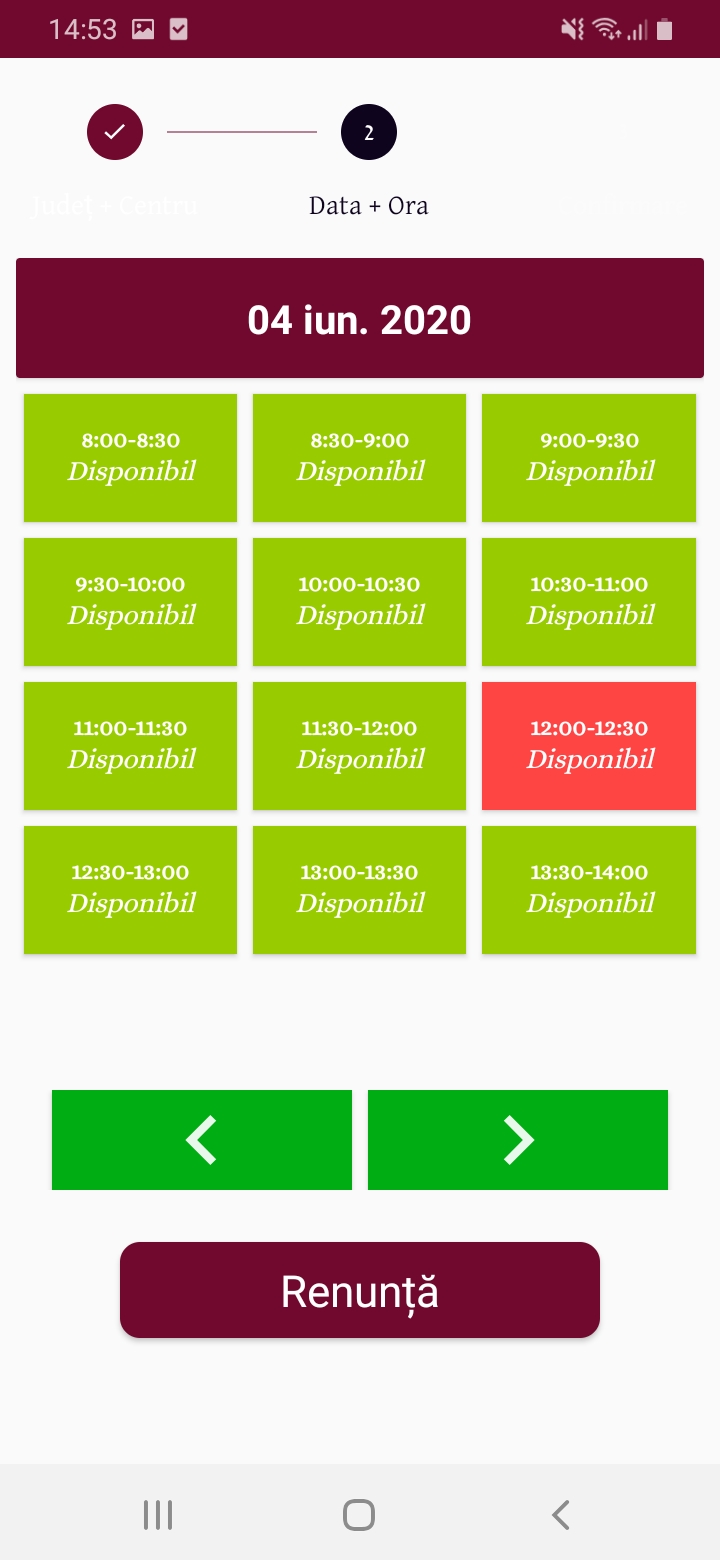 14:53
2
Județ + Centru
Data + Ora
04 iun. 2020
8:00-8:30
Disponibil
8:30-9:00
Disponibil
9:00-9:30
Disponibil
9:30-10:00
Disponibil
10:00-10:30
Disponibil
10:30-11:00
Disponibil
11:00-11:30
Disponibil
11:30-12:00
Disponibil
12:00-12:30
Disponibil
12:30-13:00
Disponibil
13:00-13:30
Disponibil
13:30-14:00
Disponibil
Renunță